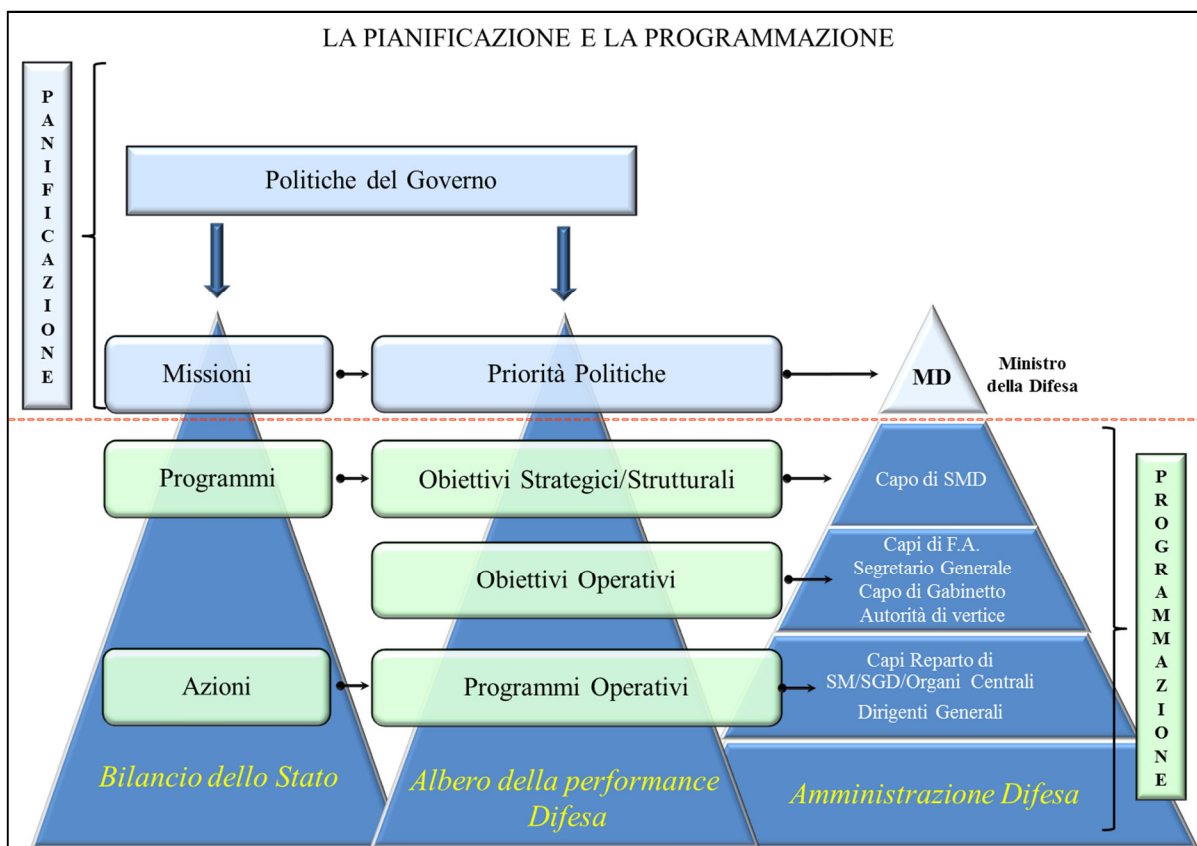 LA PIANIFICAZIONE E LA PROGRAMMAZIONE
PANIFICAZIONE
Politiche del Governo
Missioni
Priorità Politiche
MD
Ministro
della Difesa
Programmi
Obiettivi Strategici/Strutturali
Capo di SMD
Obiettivi Operativi
Capi di F.A.
Segretario Generale
Capo di Gabinetto
Autorità di vertice
Azioni
Programmi Operativi
Capi Reparto di
SM/SGD/Organi Centrali
Dirigenti Generali
PROGRAMMAZIONE
Bilancio dello Stato
Albero della performance
Difesa
Amministrazione Difesa